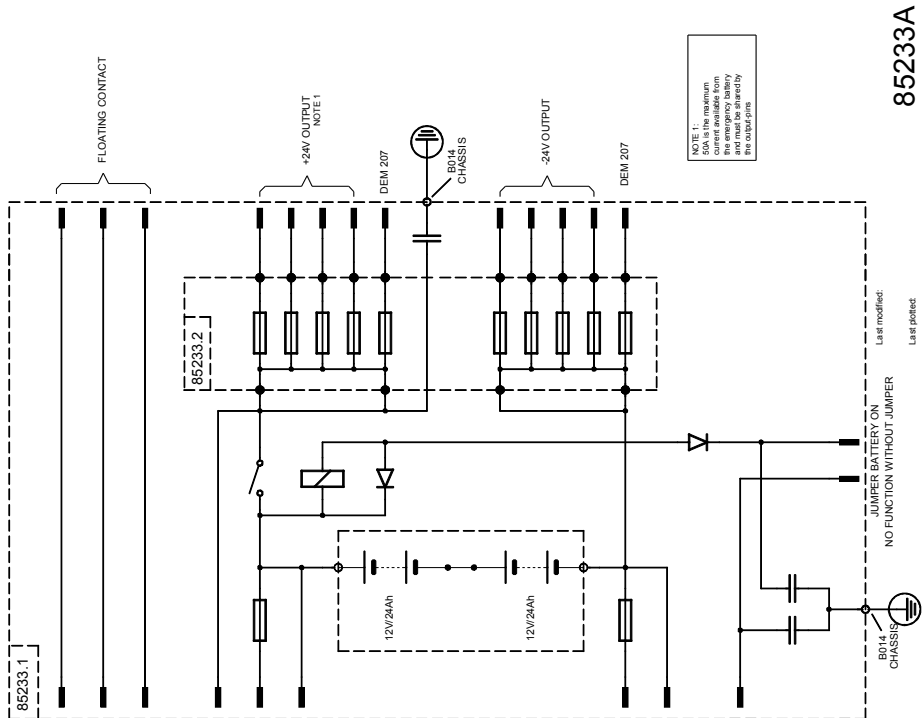 85233.1
FLOATING CONTACT
85233.2
+24V OUTPUT
NOTE 1
DEM 207
B014
CHASSIS
-24V OUTPUT
DEM 207
12V/24Ah
12V/24Ah
B014
CHASSIS
JUMPER BATTERY ON
NO FUNCTION WITHOUT JUMPER
NOTE 1:
50A is the maximum
current available from
the emergency battery
and must be shared by
the output-pins
Last modified:
Last plotted:
85233A